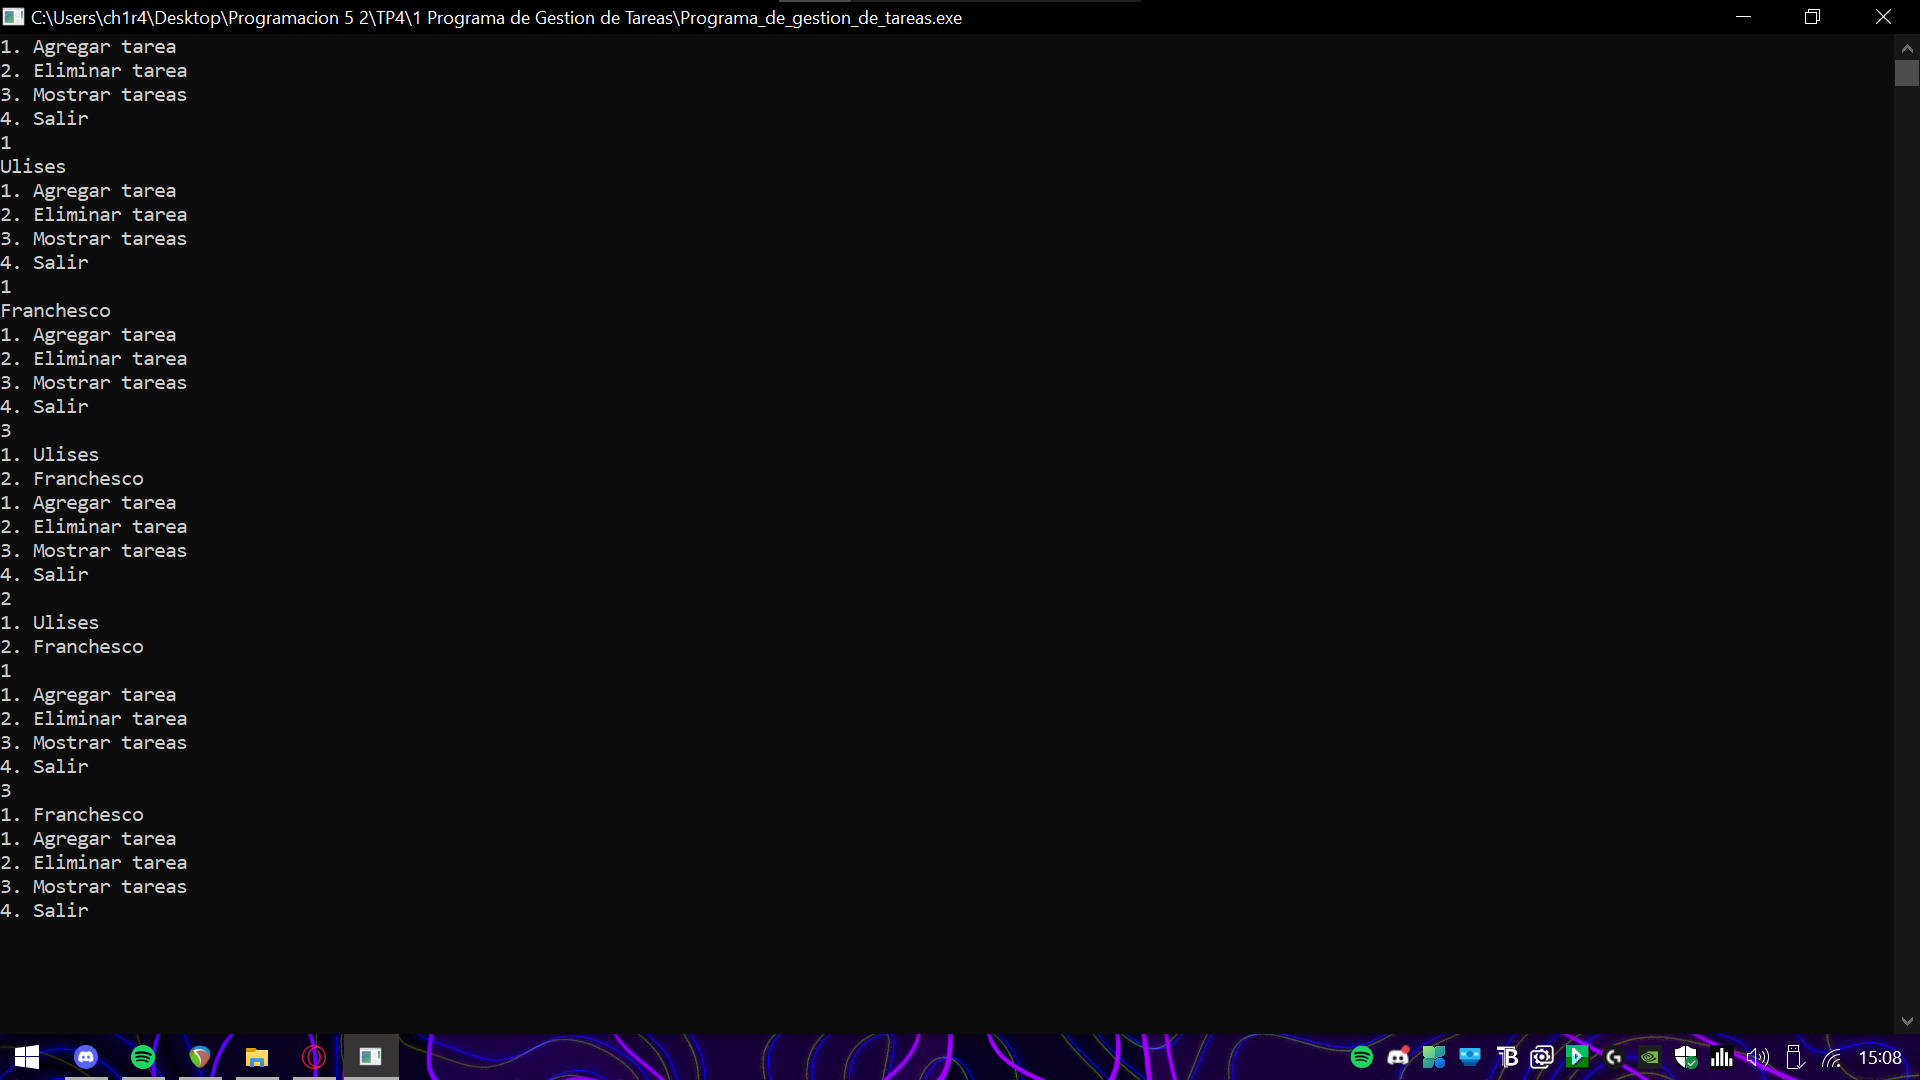 C:\Users\ch1r4\Desktop\Programacion 5 2\TP4\1 Programa de Gestion de Tareas\Programa_de_gestion_de_tareas.exe
1. Agregar tarea
2. Eliminar tarea
3. Mostrar tareas
4. Salir
1
Ulises
1. Agregar tarea
2. Eliminar tarea
3. Mostrar tareas
4. Salir
1
Franchesco
1. Agregar tarea
2. Eliminar tarea
3. Mostrar tareas
4. Salir
3
1. Ulises
2. Franchesco
1. Agregar tarea
2. Eliminar tarea
3. Mostrar tareas
4. Salir
2
1. Ulises
2. Franchesco
1
1. Agregar tarea
2. Eliminar tarea
3. Mostrar tareas
4. Salir
3
1. Franchesco
1. Agregar tarea
2. Eliminar tarea
3. Mostrar tareas
4. Salir
15:08